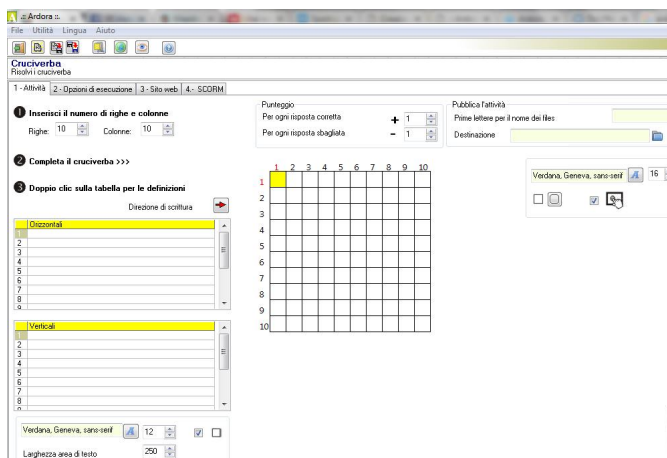 .: Ardora ::.
File Utilità Lingua Aiuto
Cruciverba
Risolvi i cruciverba
1 - Attività 2 - Opzioni di esecuzione 3 - Sito web 4.- SCORM
1 Inserisci il numero di righe e colonne
Righe: 10 Colonne: 10
2 Completa il cruciverba >>>
3 Doppio clic sulla tabella per le definizioni
Direzione di scrittura
Orizzontali
1
2
3
4
5
6
7
8
9
Verticali
1
2
3
4
5
6
7
8
Verdana, Geneva, sans-serif A 12
Larghezza area di testo 250
Punteggio
Per ogni risposta corretta + 1
Per ogni risposta sbagliata - 1
1 2 3 4 5 6 7 8 9 10
1
2
3
4
5
6
7
8
9
10
Pubblica l'attività
Prime lettere per il nome dei files
Destinazione
Verdana, Geneva, sans-serif A 16